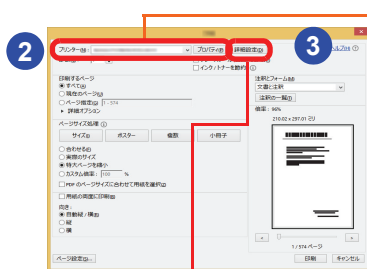 2
3
プリンター(N):
プロパティ(P)
詳細設定(D)
ヘルプ(H)
インク/トナーを節約
印刷するページ
すべて(A)
現在のページ(U)
ページ指定(G)
1 - 574
詳細オプション
ページサイズ処理
サイズ(I)
ポスター
複数
小冊子
合わせる(F)
実際のサイズ
特大ページを縮小
カスタム倍率:
100
%
PDF のページサイズに合わせて用紙を選択(Z)
用紙の両面に印刷(B)
向き:
自動縦 / 横(R)
縦
横
注釈とフォーム(M)
文書と注釈
注釈の一覧(T)
倍率: 86%
210.02 x 297.01 ミリ
1 / 574 ページ
ページ設定(S)...
印刷
キャンセル